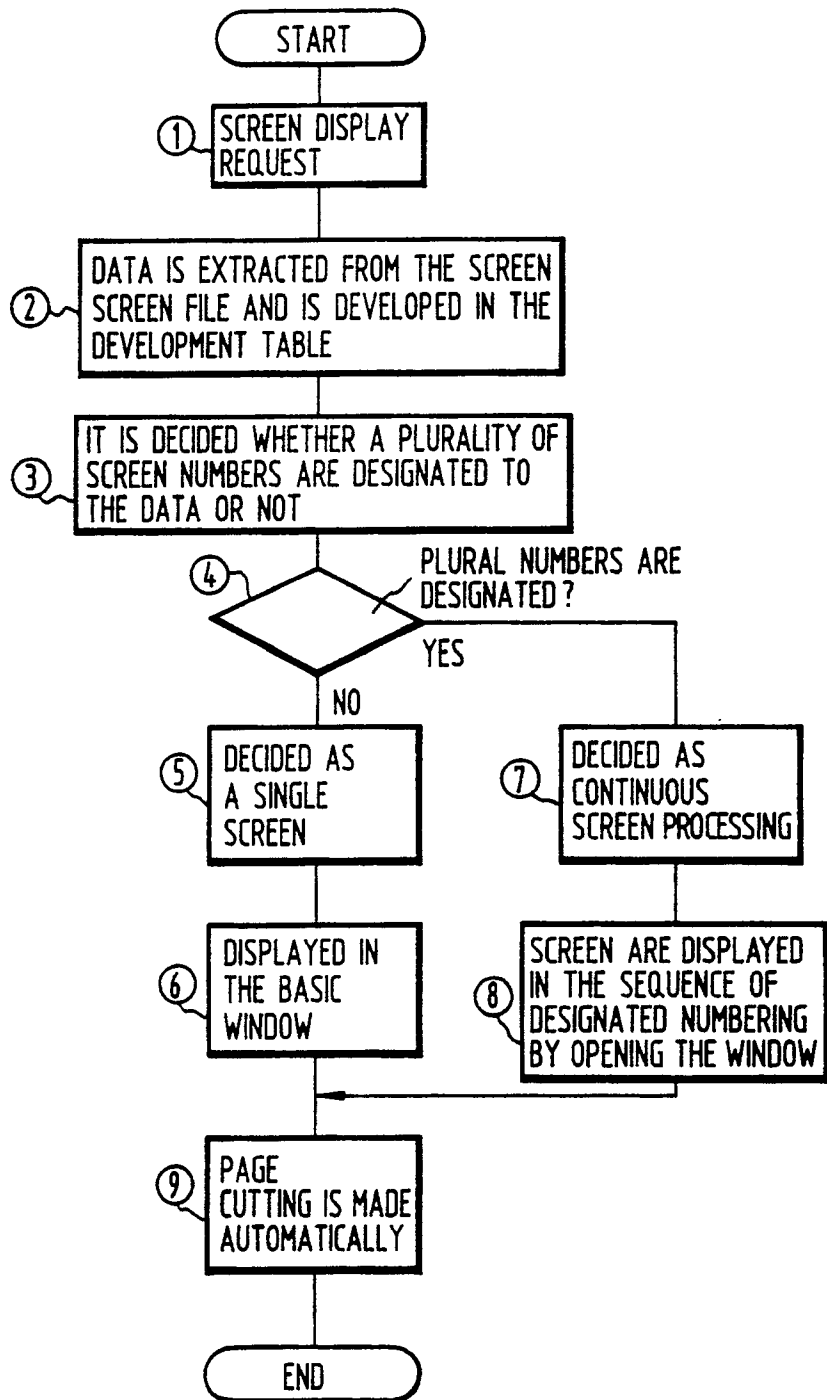 START
1
SCREEN DISPLAY
REQUEST
2
DATA IS EXTRACTED FROM THE SCREEN
SCREEN FILE AND IS DEVELOPED IN THE
DEVELOPMENT TABLE
3
IT IS DECIDED WHETHER A PLURALITY OF
SCREEN NUMBERS ARE DESIGNATED TO
THE DATA OR NOT
4
PLURAL NUMBERS ARE
DESIGNATED?
YES
NO
5
DECIDED AS
A SINGLE
SCREEN
7
DECIDED AS
CONTINUOUS
SCREEN PROCESSING
6
DISPLAYED IN
THE BASIC
WINDOW
8
SCREEN ARE DISPLAYED
IN THE SEQUENCE OF
DESIGNATED NUMBERING
BY OPENING THE WINDOW
9
PAGE
CUTTING IS MADE
AUTOMATICALLY
END